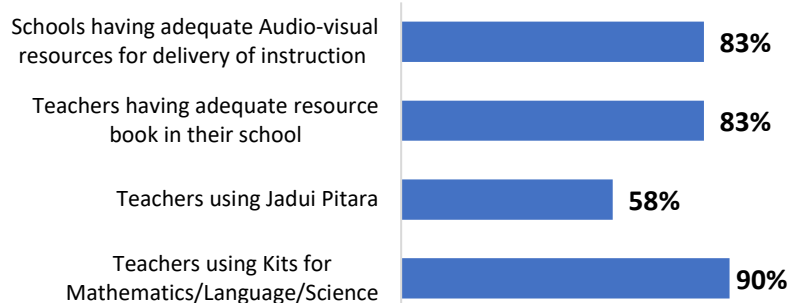 Schools having adequate Audio-visual
resources for delivery of instruction
83%
Teachers having adequate resource
book in their school
83%
Teachers using Jadui Pitara
58%
Teachers using Kits for
Mathematics/Language/Science
90%